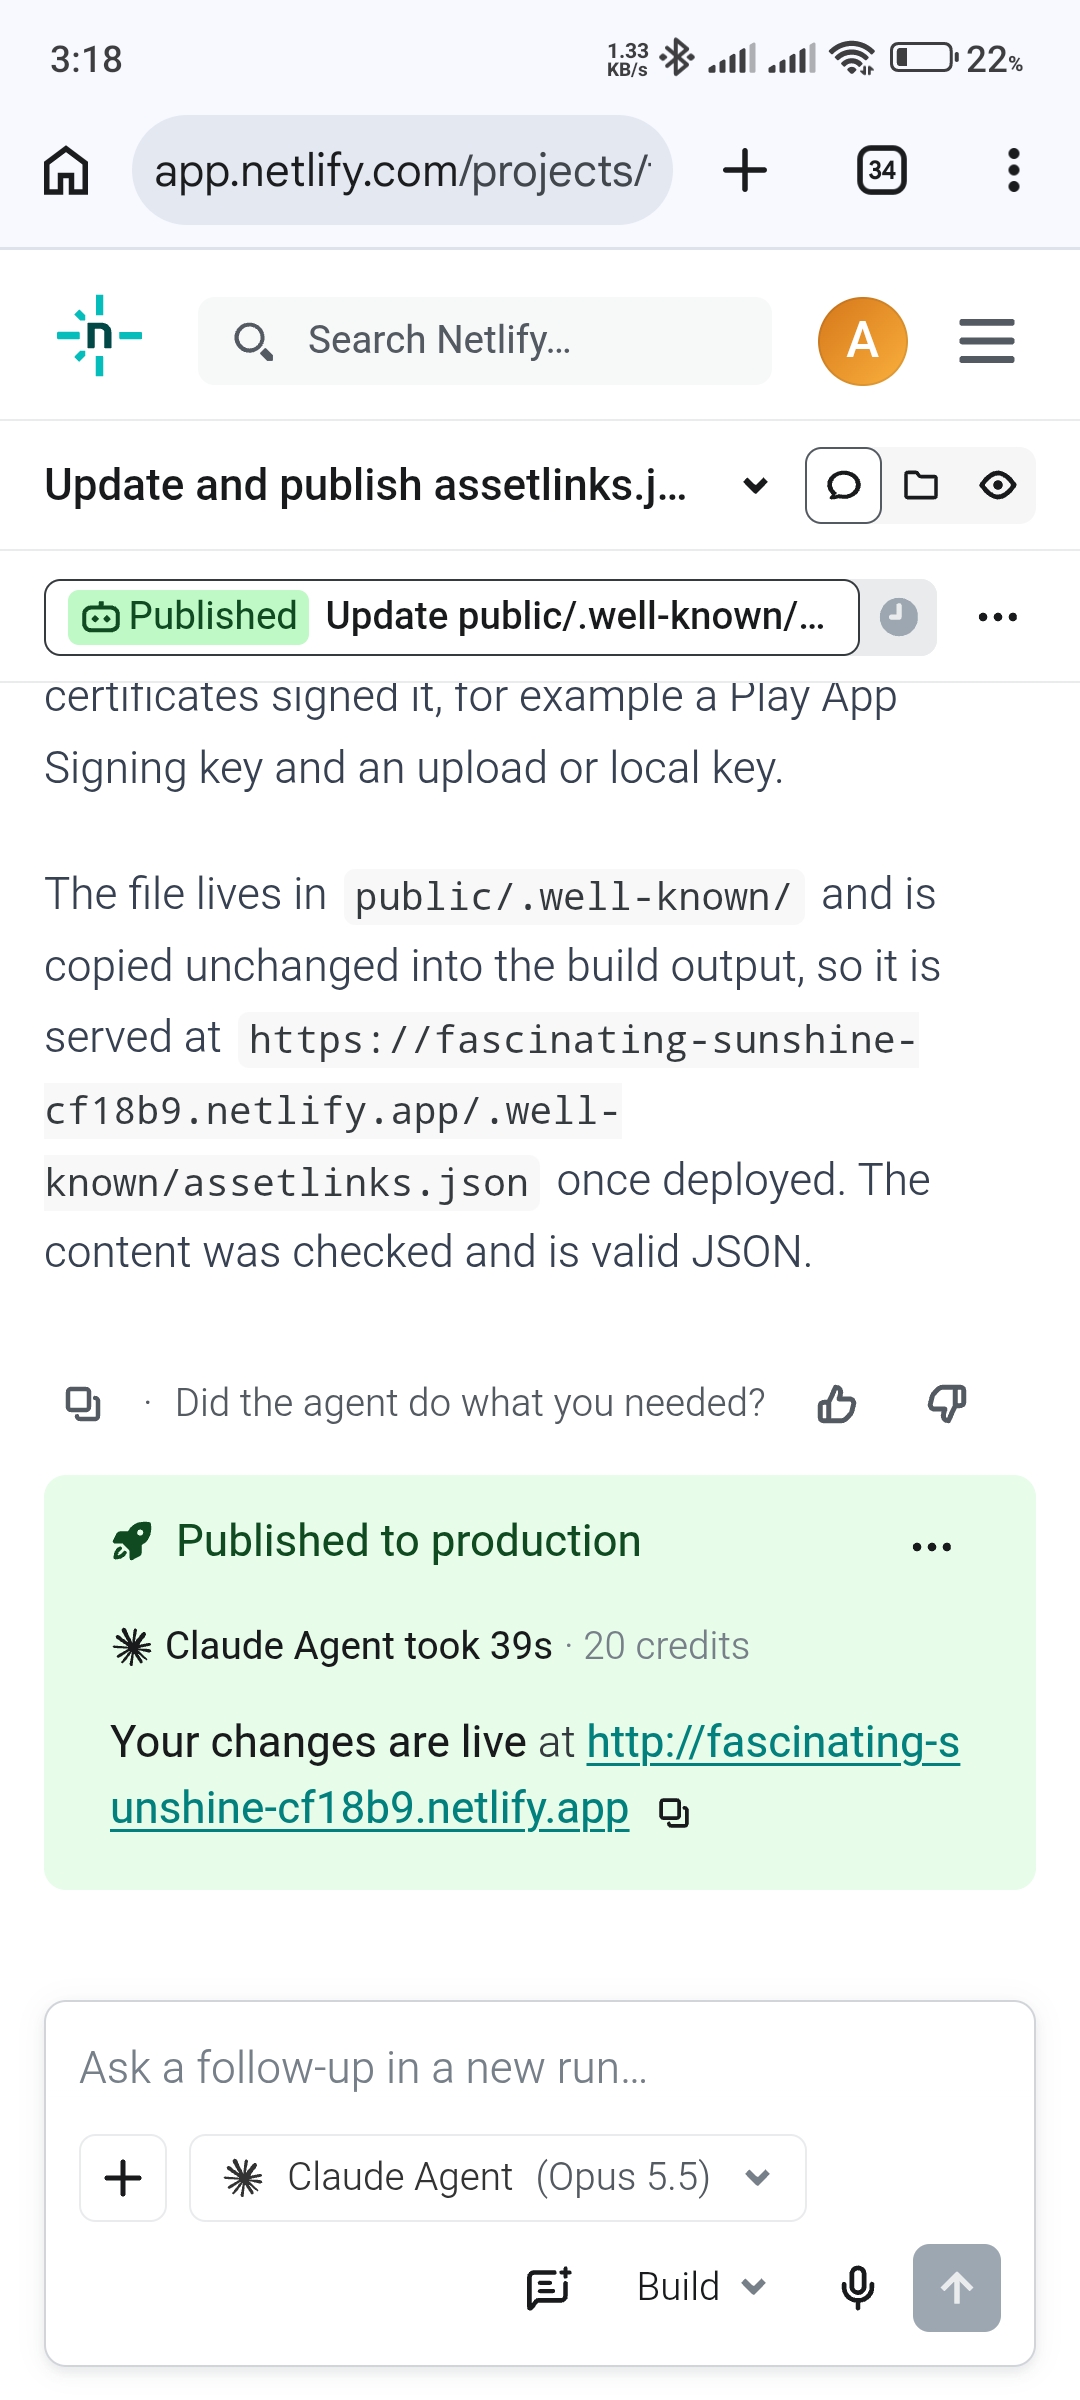 3:18
1.33
KB/s
22%
app.netlify.com/projects/
34
n
Search Netlify...
A
Update and publish assetlinks.j...
Published
Update public/.well-known/...
certificates signed it, for example a Play App
Signing key and an upload or local key.
The file lives in public/.well-known/ and is
copied unchanged into the build output, so it is
served at https://fascinating-sunshine-
cf18b9.netlify.app/.well-
known/assetlinks.json once deployed. The
content was checked and is valid JSON.
· Did the agent do what you needed?
Published to production
Claude Agent took 39s · 20 credits
Your changes are live at http://fascinating-s
unshine-cf18b9.netlify.app
Ask a follow-up in a new run...
Claude Agent (Opus 5.5)
Build